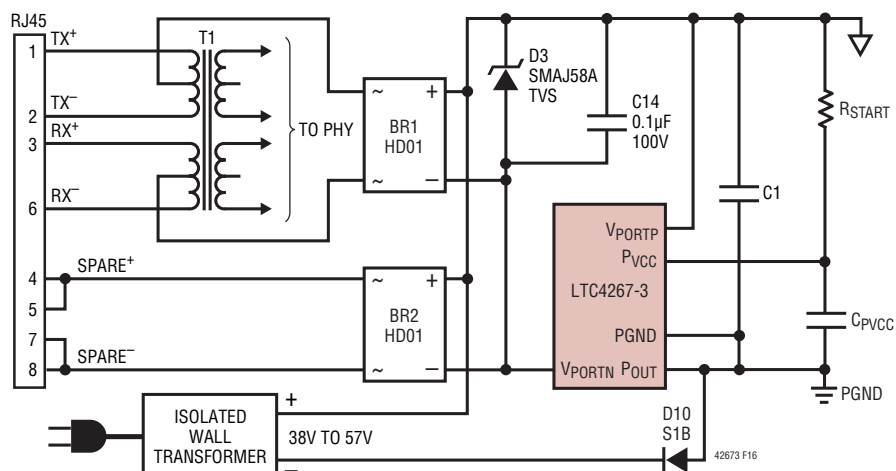 RJ45
1
TX+
2
TX–
3
RX+
6
RX–
4
SPARE+
5
7
8
SPARE–
T1
TO PHY
~
+
BR1
HD01
~
–
~
+
BR2
HD01
~
–
D3
SMAJ58A
TVS
C14
0.1µF
100V
VPORTP
PVCC
LTC4267-3
PGND
VPORTN POUT
C1
RSTART
CPVCC
PGND
ISOLATED
WALL
TRANSFORMER
+
38V TO 57V
–
D10
S1B
42673 F16